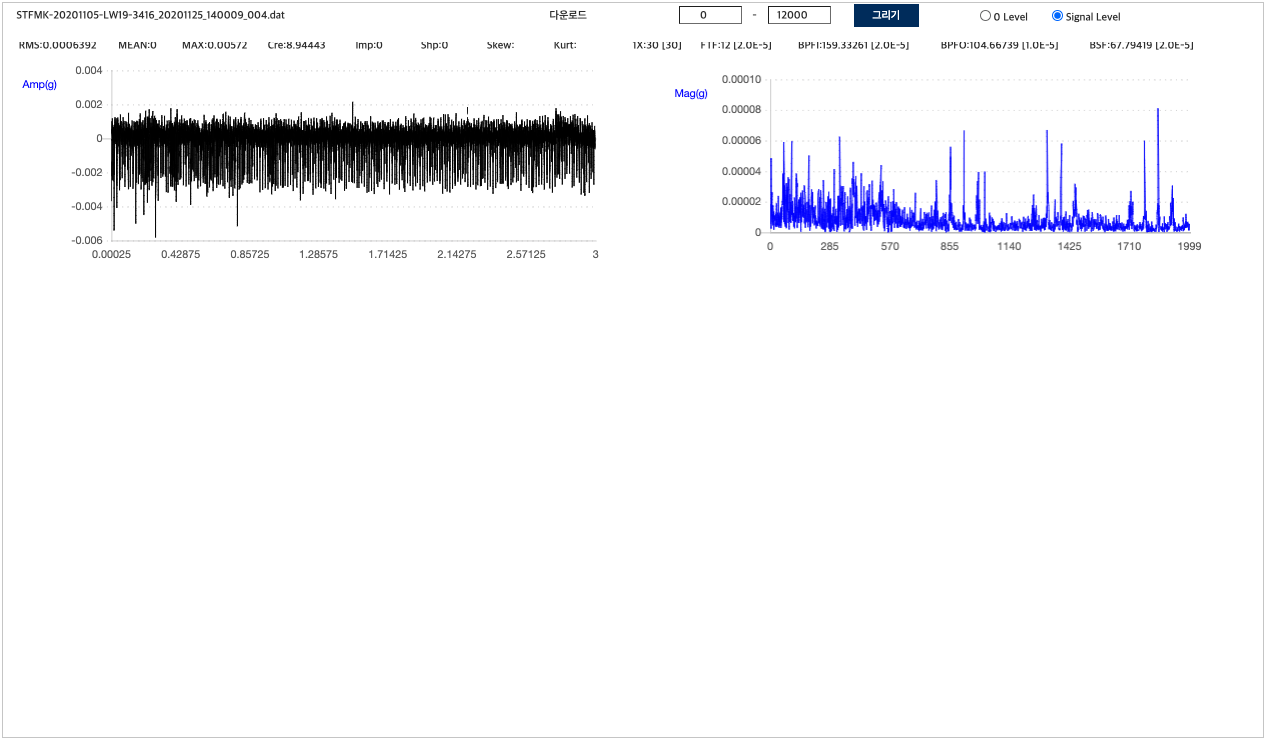 STFMK-20201105-LW19-3416_20201125_140009_004.dat 다운로드 0 - 12000 그리기 0 Level Signal Level
RMS:0.0006392 MEAN:0 MAX:0.00572 Cre:8.94443 Imp:0 Shp:0 Skew: Kurt: 1X:30 [30] FTF:12 [2.0E-5] BPFI:159.33261 [2.0E-5] BPFO:104.66739 [1.0E-5] BSF:67.79419 [2.0E-5]
Amp(g)
0.004
0.002
0
-0.002
-0.004
-0.006
0.00025 0.42875 0.85725 1.28575 1.71425 2.14275 2.57125 3
Mag(g)
0.00010
0.00008
0.00006
0.00004
0.00002
0
0 285 570 855 1140 1425 1710 1999